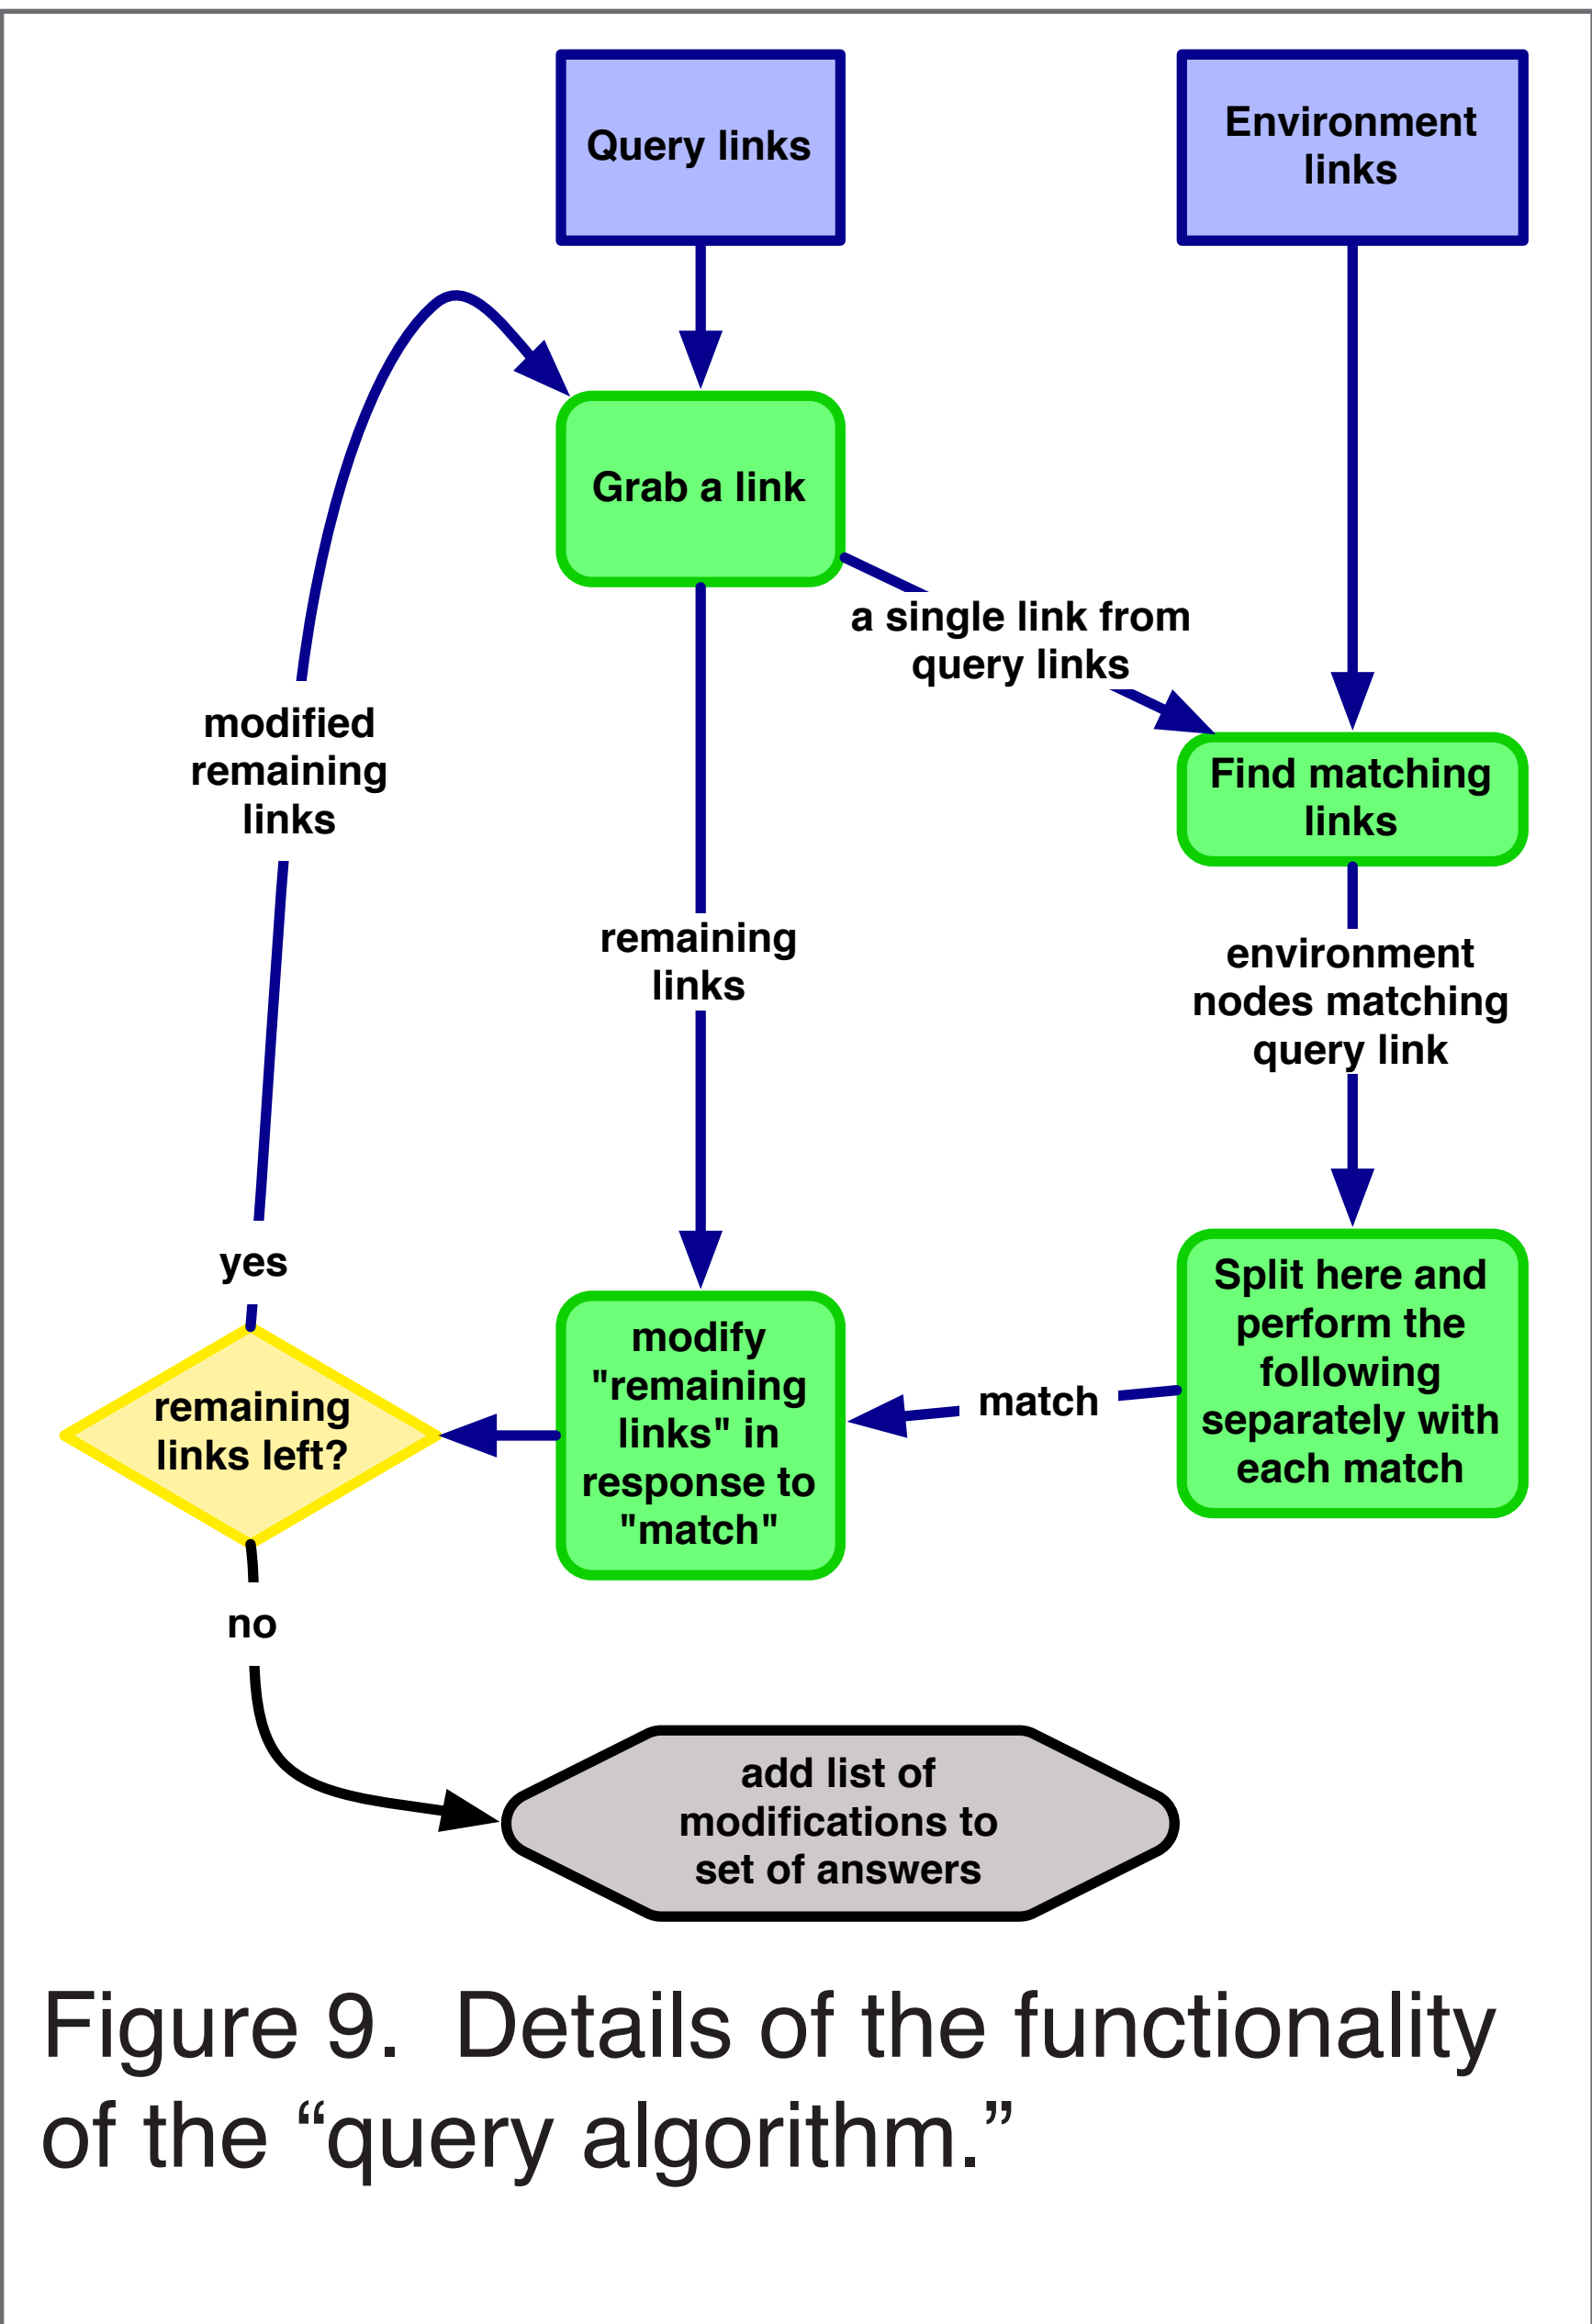 Query links
Environment
links
Grab a link
a single link from
query links
modified
remaining
links
Find matching
links
remaining
links
environment
nodes matching
query link
yes
Split here and
perform the
following
separately with
each match
modify
"remaining
links" in
response to
"match"
match
remaining
links left?
no
add list of
modifications to
set of answers
Figure 9.  Details of the functionality
of the “query algorithm.”